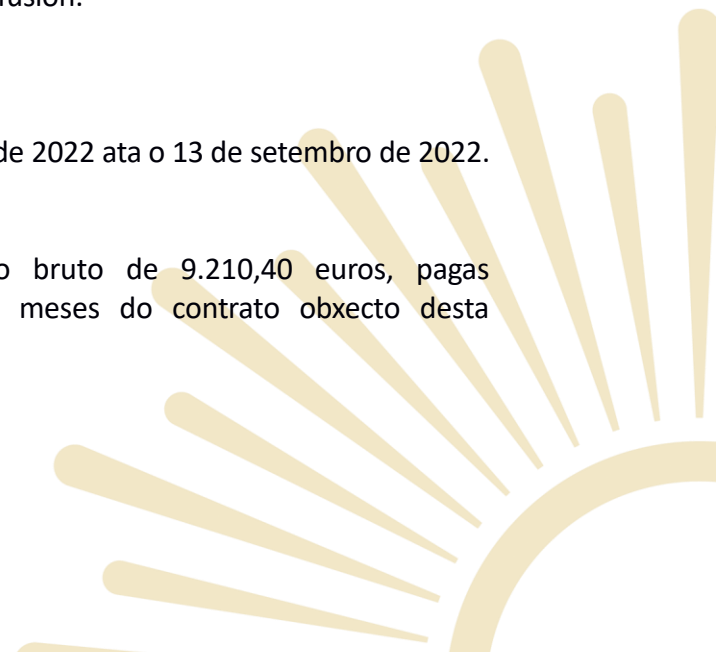 de 2022 ata o 13 de setembro de 2022.
o bruto de 9.210,40 euros, pagas
meses do contrato obxecto desta